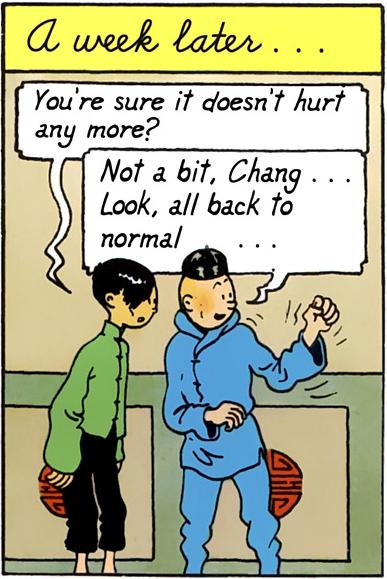 A week later . . .
You're sure it doesn't hurt
any more?
Not a bit, Chang . . .
Look, all back to
normal . . .